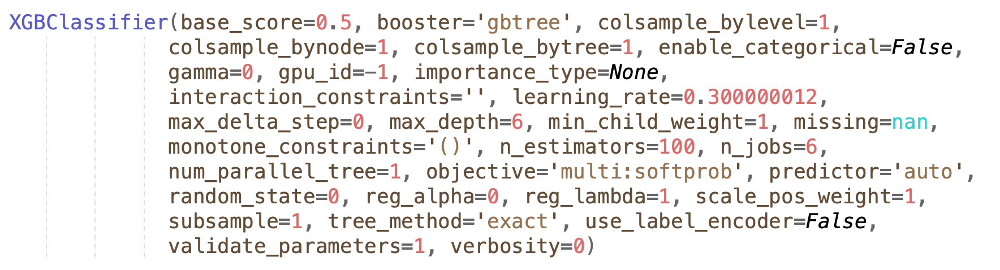 XGBClassifier(base_score=0.5, booster='gbtree', colsample_bylevel=1,
colsample_bynode=1, colsample_bytree=1, enable_categorical=False,
gamma=0, gpu_id=-1, importance_type=None,
interaction_constraints='', learning_rate=0.300000012,
max_delta_step=0, max_depth=6, min_child_weight=1, missing=nan,
monotone_constraints='()', n_estimators=100, n_jobs=6,
num_parallel_tree=1, objective='multi:softprob', predictor='auto',
random_state=0, reg_alpha=0, reg_lambda=1, scale_pos_weight=1,
subsample=1, tree_method='exact', use_label_encoder=False,
validate_parameters=1, verbosity=0)